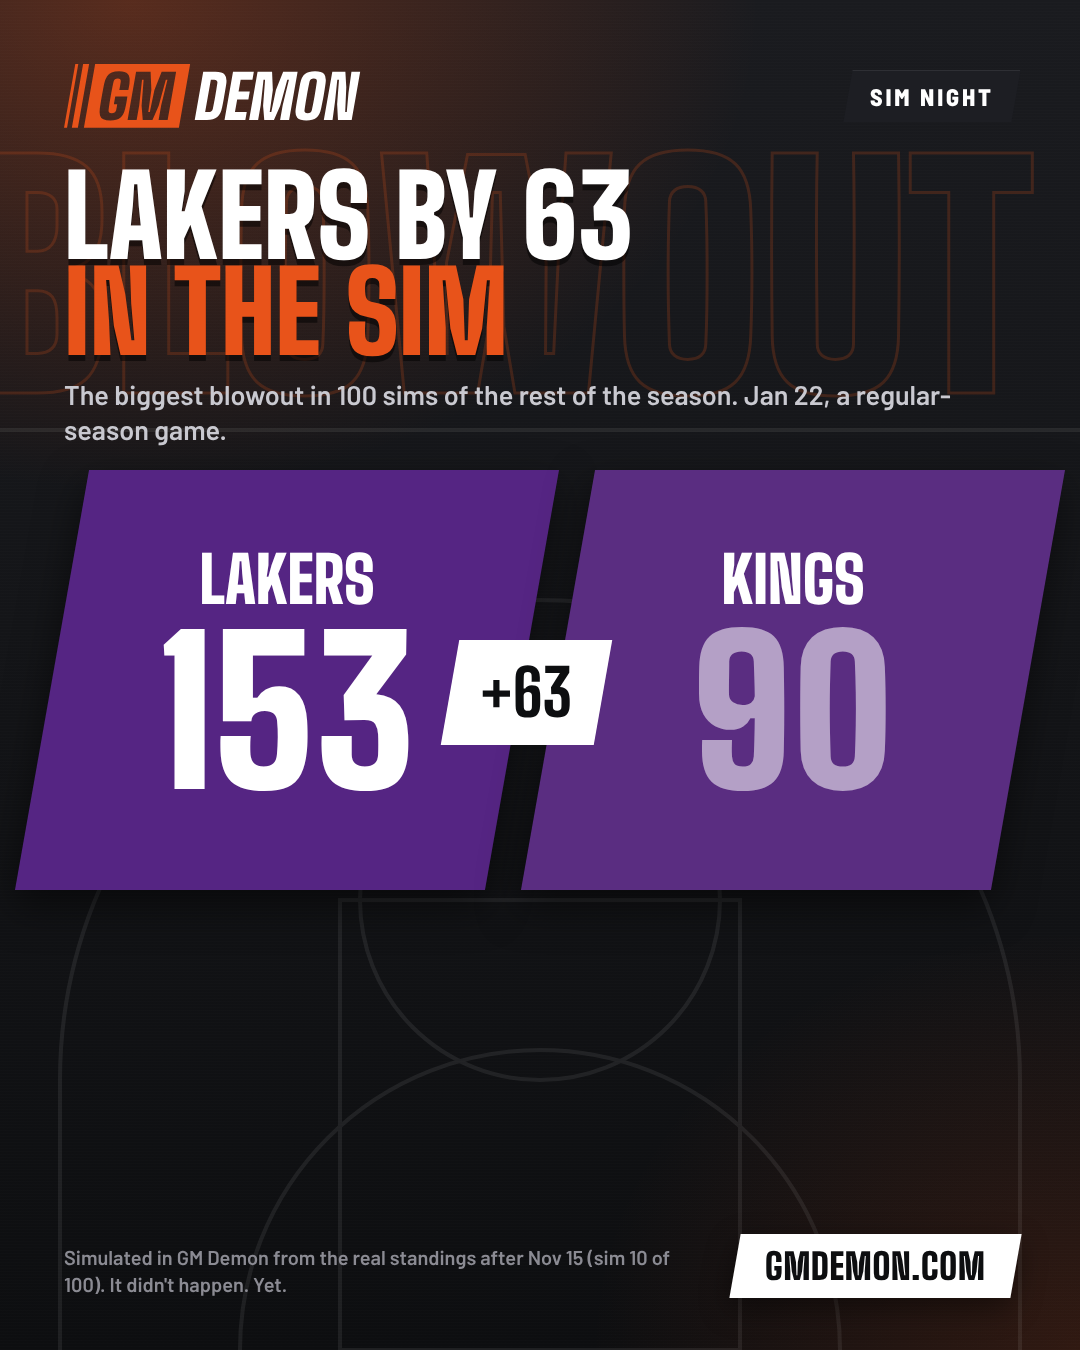 GM DEMON
SIM NIGHT
BLOWOUT
LAKERS BY 63
IN THE SIM
The biggest blowout in 100 sims of the rest of the season. Jan 22, a regular-
season game.
LAKERS
153
+63
KINGS
90
Simulated in GM Demon from the real standings after Nov 15 (sim 10 of
100). It didn't happen. Yet.
GMDEMON.COM